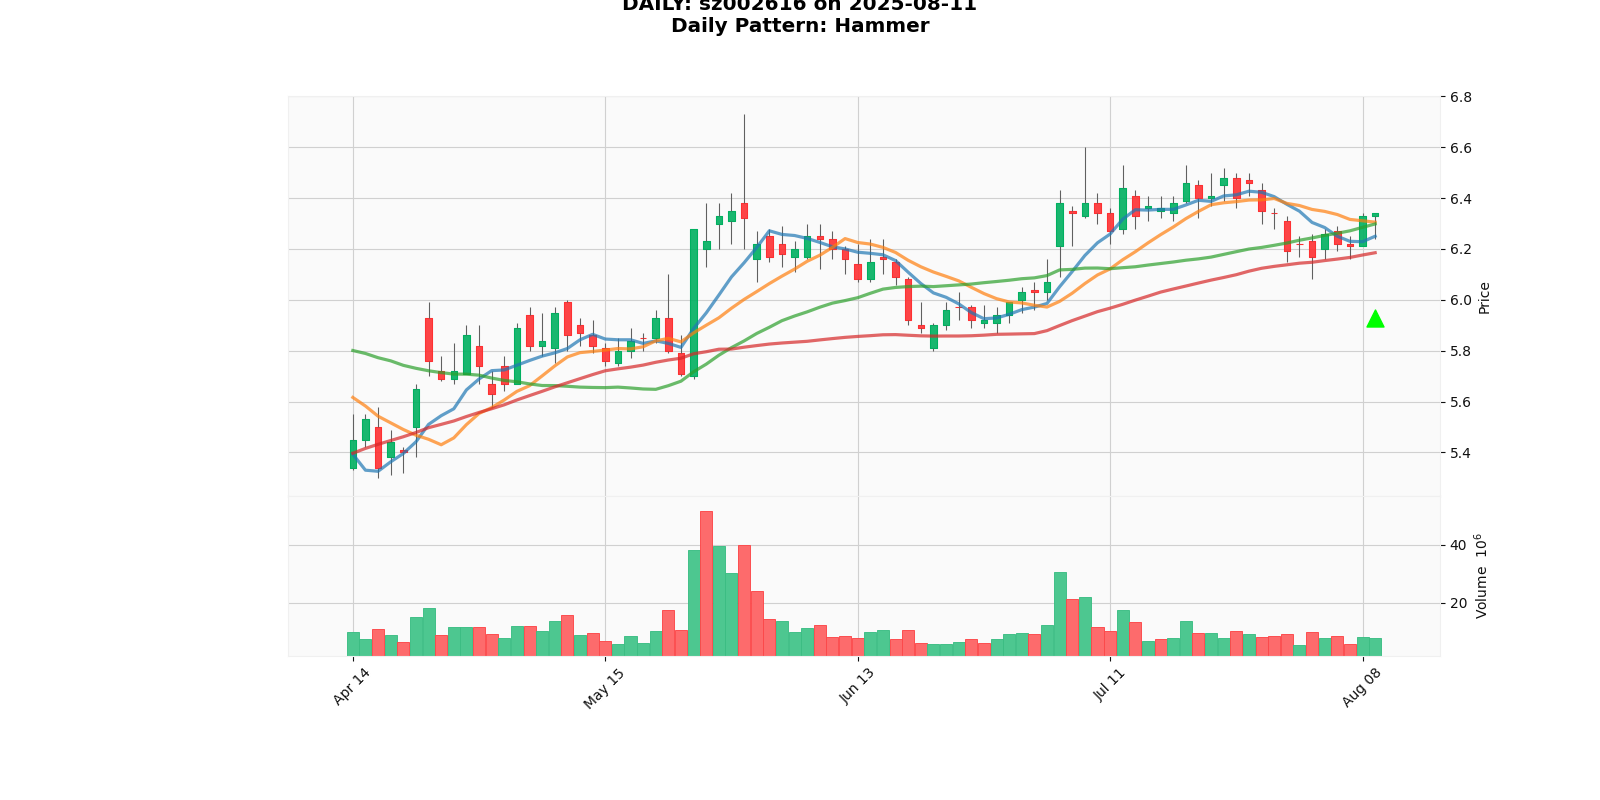 DAILY: sz002616 on 2025-08-11
Daily Pattern: Hammer
6.8
6.6
6.4
6.2
6.0
5.8
5.6
5.4
Price
40
20
Volume 10^6
Apr 14
May 15
Jun 13
Jul 11
Aug 08